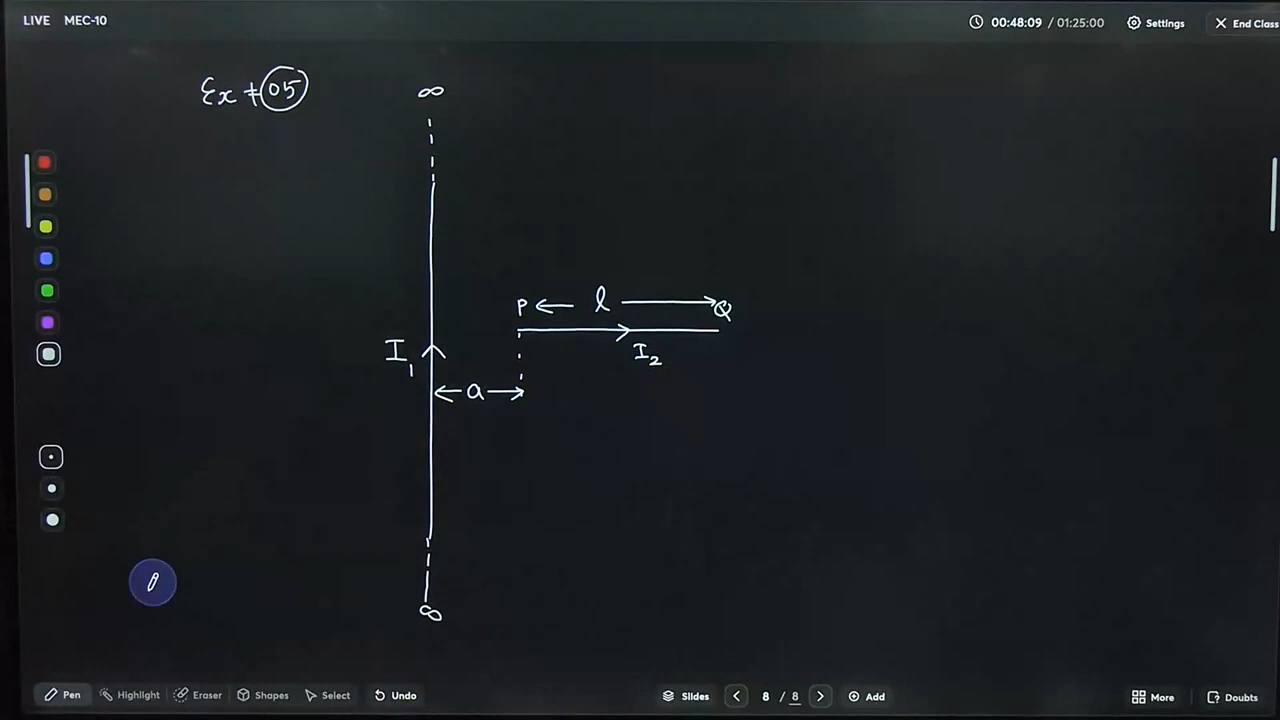 LIVE MEC-10
00:48:09 / 01:25:00 Settings End Class
Ex ≠ 05
∞
P ← l → Q
I₁
I₂
← a →
∞
Pen Highlight Eraser Shapes Select Undo Slides 8 / 8 Add More Doubts